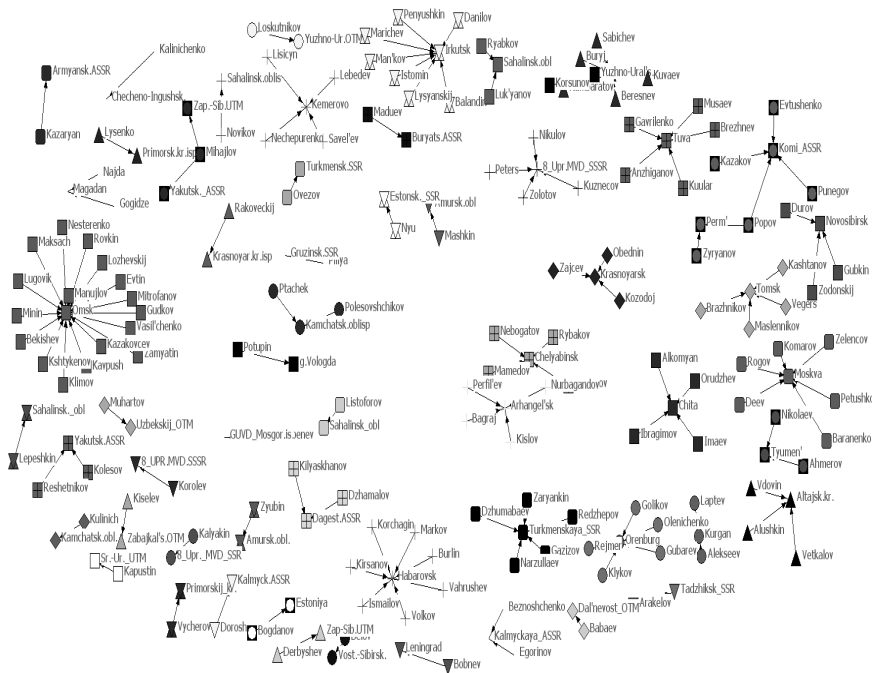 Penyushkin
Danilov
Loskutnikov
Yuzhno-Ur.OTM
Marichev
Irkutsk
Ryabkov
Sabichev
Kalinichenko
Lisicyn
Man'kov
Sahalinsk.obl
Buryj
Yuzhno-Ural's
Kuvaev
Armyansk.ASSR
Sahalinsk.oblis
Lebedev
Istomin
Korsunov
Checheno-Ingushsk
Zap.-Sib.UTM
Kemerovo
Lysyanskij
Balandin
Luk'yanov
Beresnev
Musaev
Evtushenko
Kazaryan
Lysenko
Novikov
Nechepurenko
Savel'ev
Maduev
Buryats.ASSR
Nikulov
Gavrilenko
Tuva
Brezhnev
Primorsk.kr.isp
Mihajlov
Komi_ASSR
Kazakov
Najda
Turkmensk.SSR
Peters
8_Upr.MVD_SSSR
Anzhiganov
Kuular
Magadan
Yakutsk._ASSR
Ovezov
Estonsk._SSR
Zolotov
Kuznecov
Punegov
Gogidze
Rakoveckij
Nyu
Mashkin
Durov
Perm'
Popov
Novosibirsk
Nesterenko
Maksach
Rovkin
Krasnoyar.kr.isp
Gruzinsk.SSR
Obednin
Zyryanov
Lozhevskij
Zajcev
Krasnoyarsk
Kashtanov
Gubkin
Lugovik
Evtin
Manujlov
Mitrofanov
Ptachek
Kozodoj
Tomsk
Zodonskij
Minin
Omsk
Gudkov
Polesovshchikov
Brazhnikov
Vegers
Vasil'chenko
Kamchatsk.oblisp
Maslennikov
Bekishev
Kazakovcev
Zamyatin
Potupin
g.Vologda
Nebogatov
Rybakov
Alkomyan
Komarov
Zelencov
Kshtykenov
Kavpush
Chelyabinsk
Rogov
Klimov
Mamedov
Orudzhev
Moskva
Perfil'ev
Nurbagandov
Muhartov
Listoforov
Arhangel'sk
Chita
Deev
Petushko
Sahalinsk._obl
Uzbekskij_OTM
Sahalinsk_obl
Bagraj
Nikolaev
Yakutsk.ASSR
Kislov
Ibragimov
Imaev
Baranenko
Lepeshkin
Kolesov
8_UPR.MVD.SSSR
Kilyaskhanov
Tyumen'
Ahmerov
Reshetnikov
Korolev
Dzhamalov
Kiselev
Zyubin
Dagest.ASSR
Zaryankin
Vdovin
Kulinich
Kalyakin
Korchagin
Markov
Dzhumabaev
Redzhepov
Golikov
Laptev
Altajsk.kr.
Kamchatsk.obl.
Zabajkal's.OTM
Amursk.obl.
Turkmenskaya_SSR
Olenichenko
Kurgan
Alushkin
Sr.-Ur._UTM
8_Upr._MVD_SSR
Burlin
Gazizov
Rejmer
Orenburg
Gubarev
Alekseev
Vetkalov
Kapustin
Kirsanov
Habarovsk
Narzullaev
Klykov
Kalmyck.ASSR
Vahrushev
Tadzhiksk_SSR
Estoniya
Ismailov
Volkov
Beznoshchenko
Dal'nevost_OTM
Arakelov
Vycherov
Bogdanov
Zap-Sib.UTM
Kalmyckaya_ASSR
Babaev
Derbyshev
Vost.-Sibirsk.
Leningrad
Bobnev
Egorinov